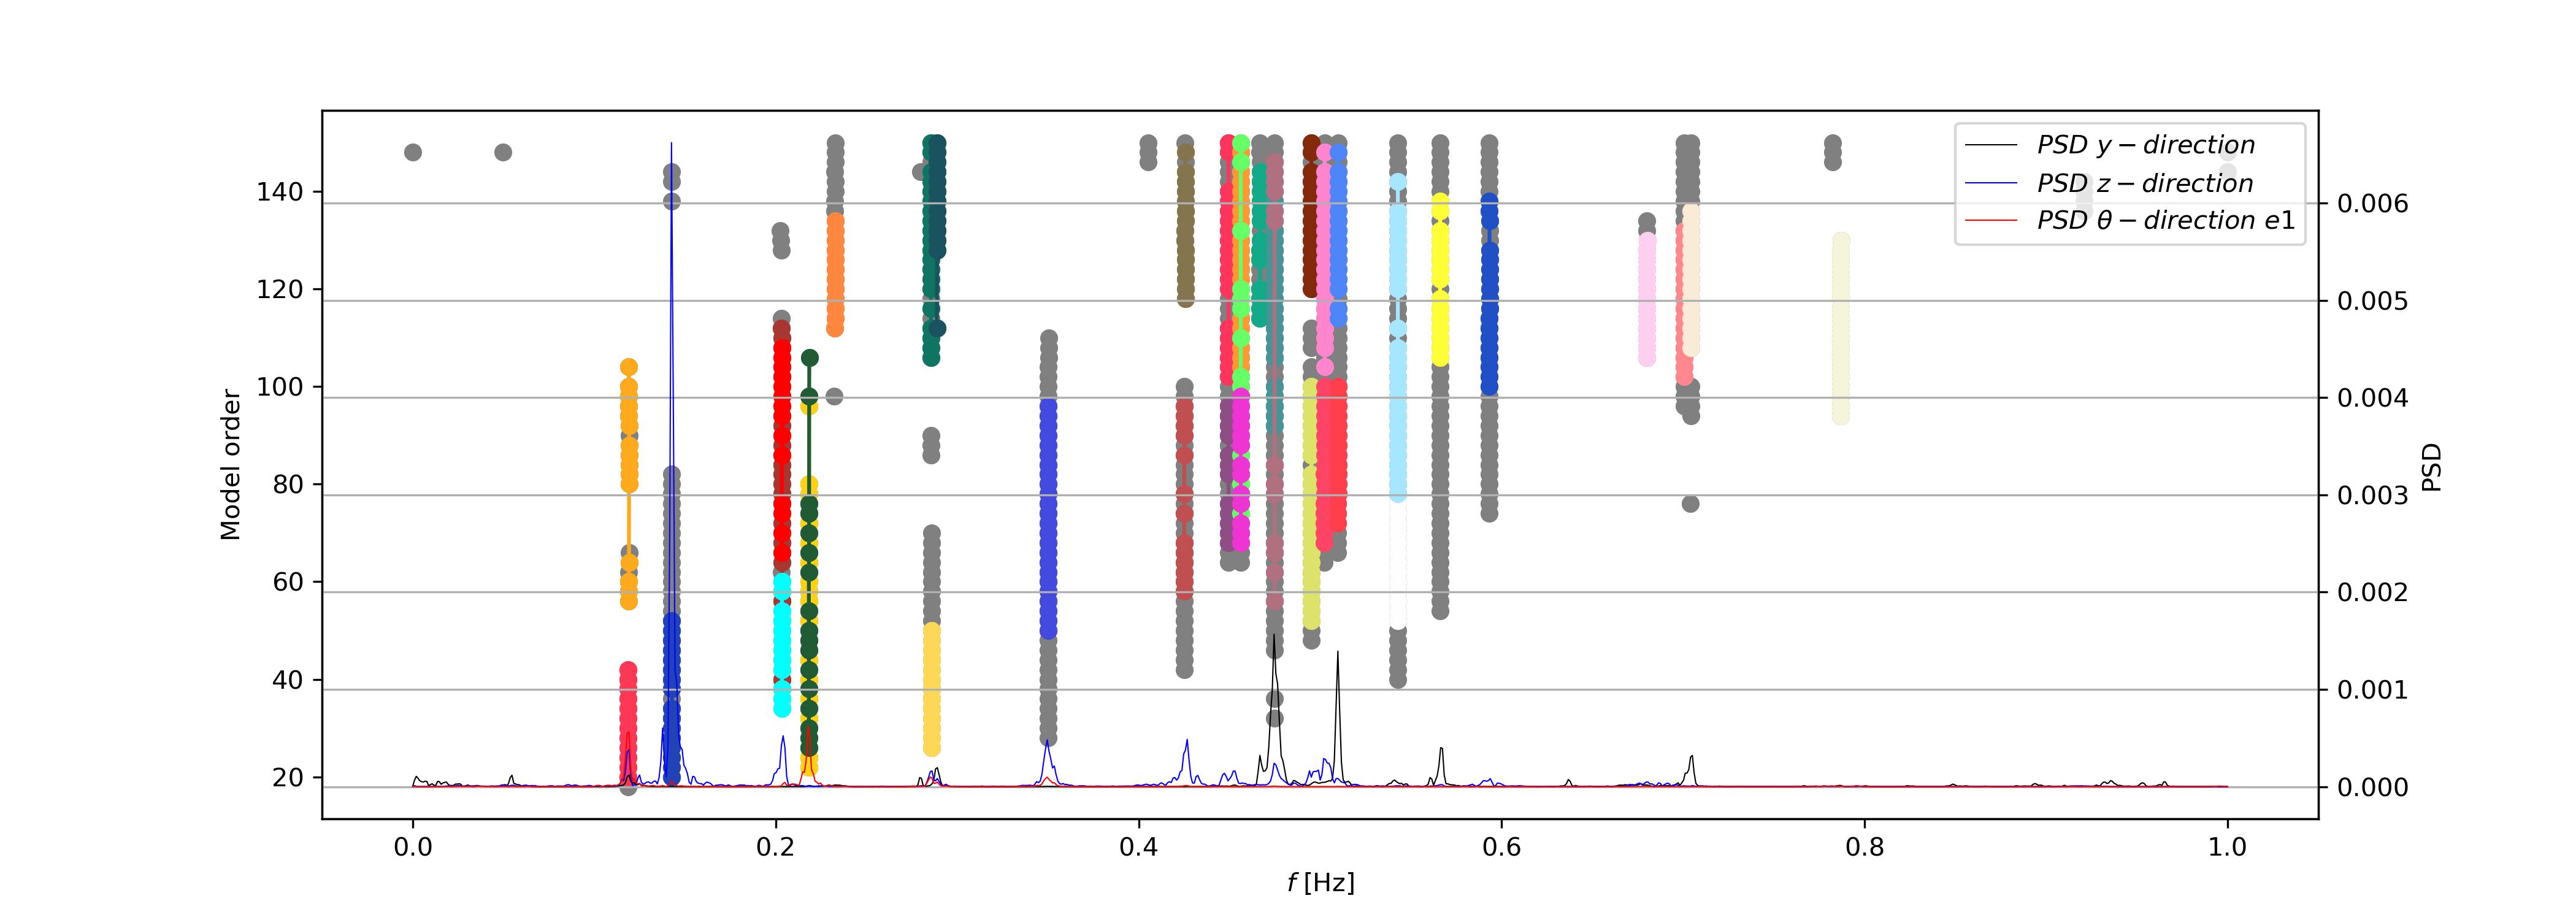 PSD y − direction
PSD z − direction
PSD θ − direction e1
Model order
140
120
100
80
60
40
20
0.006
0.005
0.004
0.003
0.002
0.001
0.000
PSD
0.0 0.2 0.4 0.6 0.8 1.0
f [Hz]